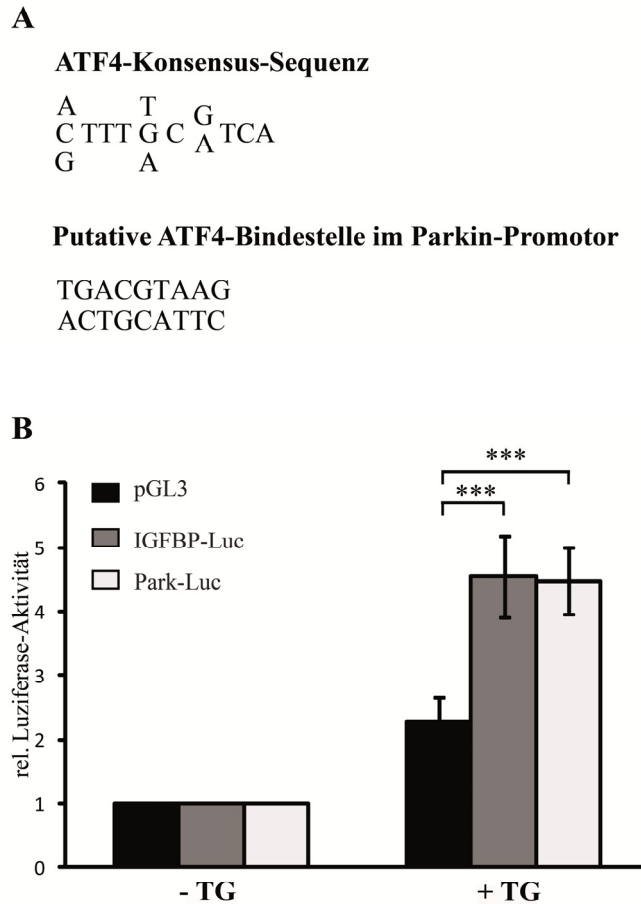 A
ATF4-Konsensus-Sequenz
A T G
C TTT G C A TCA
G A
Putative ATF4-Bindestelle im Parkin-Promotor
TGACGTAAG
ACTGCATTC
B
*** 
***
6
5
4
3
2
1
0
rel. Luziferase-Aktivität
pGL3
IGFBP-Luc
Park-Luc
- TG
+ TG